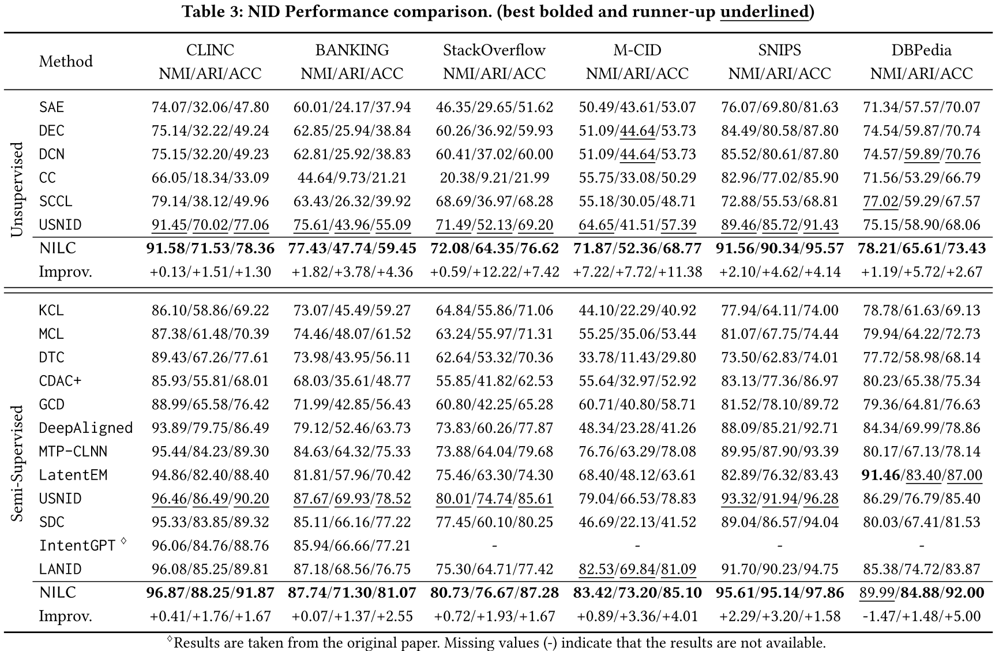 Table 3: NID Performance comparison. (best bolded and runner-up underlined)
Method CLINC BANKING StackOverflow M-CID SNIPS DBPedia
NMI/ARI/ACC NMI/ARI/ACC NMI/ARI/ACC NMI/ARI/ACC NMI/ARI/ACC NMI/ARI/ACC
Unsupervised
SAE 74.07/32.06/47.80 60.01/24.17/37.94 46.35/29.65/51.62 50.49/43.61/53.07 76.07/69.80/81.63 71.34/57.57/70.07
DEC 75.14/32.22/49.24 62.85/25.94/38.84 60.26/36.92/59.93 51.09/44.64/53.73 84.49/80.58/87.80 74.54/59.87/70.74
DCN 75.15/32.20/49.23 62.81/25.92/38.83 60.41/37.02/60.00 51.09/44.64/53.73 85.52/80.61/87.80 74.57/59.89/70.76
CC 66.05/18.34/33.09 44.64/9.73/21.21 20.38/9.21/21.99 55.75/33.08/50.29 82.96/77.02/85.90 71.56/53.29/66.79
SCCL 79.14/38.12/49.96 63.43/26.32/39.92 68.69/36.97/68.28 55.18/30.05/48.71 72.88/55.53/68.81 77.02/59.29/67.57
USNID 91.45/70.02/77.06 75.61/43.96/55.09 71.49/52.13/69.20 64.65/41.51/57.39 89.46/85.72/91.43 75.15/58.90/68.06
NILC 91.58/71.53/78.36 77.43/47.74/59.45 72.08/64.35/76.62 71.87/52.36/68.77 91.56/90.34/95.57 78.21/65.61/73.43
Improv. +0.13/+1.51/+1.30 +1.82/+3.78/+4.36 +0.59/+12.22/+7.42 +7.22/+7.72/+11.38 +2.10/+4.62/+4.14 +1.19/+5.72/+2.67
Semi-Supervised
KCL 86.10/58.86/69.22 73.07/45.49/59.27 64.84/55.86/71.06 44.10/22.29/40.92 77.94/64.11/74.00 78.78/61.63/69.13
MCL 87.38/61.48/70.39 74.46/48.07/61.52 63.24/55.97/71.31 55.25/35.06/53.44 81.07/67.75/74.44 79.94/64.22/72.73
DTC 89.43/67.26/77.61 73.98/43.95/56.11 62.64/53.32/70.36 33.78/11.43/29.80 73.50/62.83/74.01 77.72/58.98/68.14
CDAC+ 85.93/55.81/68.01 68.03/35.61/48.77 55.85/41.82/62.53 55.64/32.97/52.92 83.13/77.36/86.97 80.23/65.38/75.34
GCD 88.99/65.58/76.42 71.99/42.85/56.43 60.80/42.25/65.28 60.71/40.80/58.71 81.52/78.10/89.72 79.36/64.81/76.63
DeepAligned 93.89/79.75/86.49 79.12/52.46/63.73 73.83/60.26/77.87 48.34/23.28/41.26 88.09/85.21/92.71 84.34/69.99/78.86
MTP-CLNN 95.44/84.23/89.30 84.63/64.32/75.33 73.88/64.04/79.68 76.76/63.29/78.08 89.95/87.90/93.39 80.17/67.13/78.14
LatentEM 94.86/82.40/88.40 81.81/57.96/70.42 75.46/63.30/74.30 68.40/48.12/63.61 82.89/76.32/83.43 91.46/83.40/87.00
USNID 96.46/86.49/90.20 87.67/69.93/78.52 80.01/74.74/85.61 79.04/66.53/78.83 93.32/91.94/96.28 86.29/76.79/85.40
SDC 95.33/83.85/89.32 85.11/66.16/77.22 77.45/60.10/80.25 46.69/22.13/41.52 89.04/86.57/94.04 80.03/67.41/81.53
IntentGPT ◊ 96.06/84.76/88.76 85.94/66.66/77.21 - - - -
LANID 96.08/85.25/89.81 87.18/68.56/76.75 75.30/64.71/77.42 82.53/69.84/81.09 91.70/90.23/94.75 85.38/74.72/83.87
NILC 96.87/88.25/91.87 87.74/71.30/81.07 80.73/76.67/87.28 83.42/73.20/85.10 95.61/95.14/97.86 89.99/84.88/92.00
Improv. +0.41/+1.76/+1.67 +0.07/+1.37/+2.55 +0.72/+1.93/+1.67 +0.89/+3.36/+4.01 +2.29/+3.20/+1.58 -1.47/+1.48/+5.00
◊Results are taken from the original paper. Missing values (-) indicate that the results are not available.